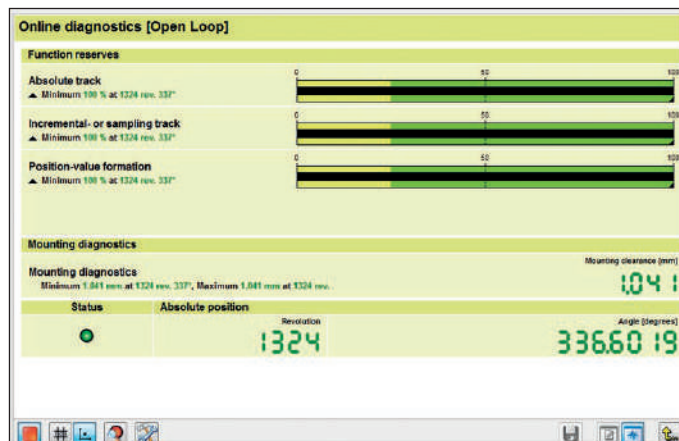 Online diagnostics [Open Loop]
Function reserves
Absolute track
0 50 100
Minimum 100 % at 1324 rev. 337°
Incremental- or sampling track
0 50 100
Minimum 100 % at 1324 rev. 337°
Position-value formation
0 50 100
Minimum 100 % at 1324 rev. 337°
Mounting diagnostics
Mounting clearance [mm]
Mounting diagnostics
1.041
Minimum 1.041 mm at 1324 rev. 337°, Maximum 1.041 mm at 1324 rev.
Status Absolute position
Revolution Angle [degrees]
1324 336.6019